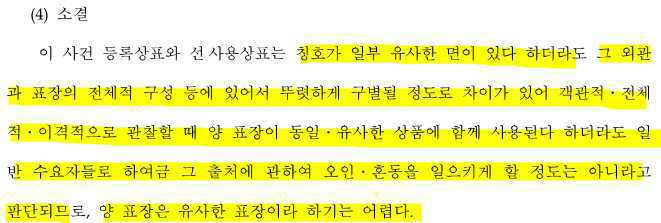 (4) 소결
이 사건 등록상표와 선사용상표는 칭호가 일부 유사한 면이 있다 하더라도 그 외관
과 표장의 전체적 구성 등에 있어서 뚜렷하게 구별될 정도로 차이가 있어 객관적·전체
적·이격적으로 관찰할 때 양 표장이 동일·유사한 상품에 함께 사용된다 하더라도 일
반 수요자들로 하여금 그 출처에 관하여 오인·혼동을 일으키게 할 정도는 아니라고
판단되므로, 양 표장은 유사한 표장이라 하기는 어렵다.